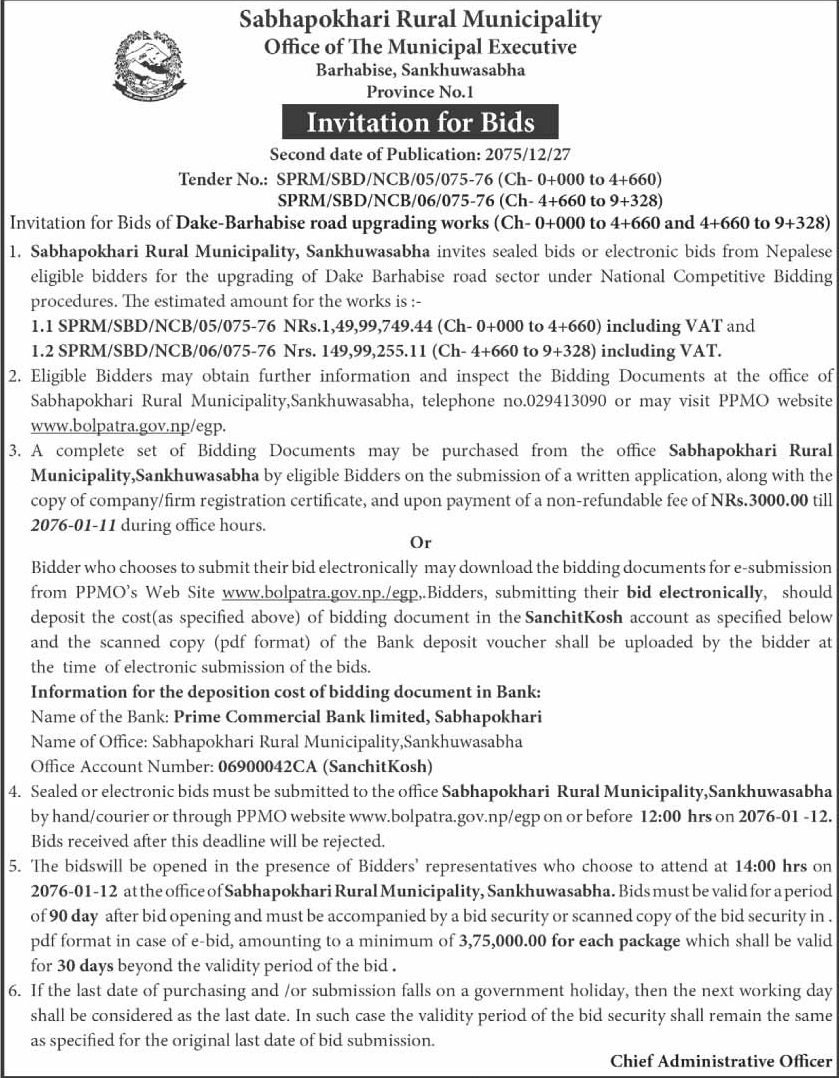 Sabhapokhari Rural Municipality
Office of The Municipal Executive
Barhabise, Sankhuwasabha
Province No.1
Invitation for Bids
Second date of Publication: 2075/12/27
Tender No.: SPRM/SBD/NCB/05/075-76 (Ch- 0+000 to 4+660)
SPRM/SBD/NCB/06/075-76 (Ch- 4+660 to 9+328)
Invitation for Bids of Dake-Barhabise road upgrading works (Ch- 0+000 to 4+660 and 4+660 to 9+328)
1. Sabhapokhari Rural Municipality, Sankhuwasabha invites sealed bids or electronic bids from Nepalese
eligible bidders for the upgrading of Dake Barhabise road sector under National Competitive Bidding
procedures. The estimated amount for the works is :-
1.1 SPRM/SBD/NCB/05/075-76 NRs.1,49,99,749.44 (Ch- 0+000 to 4+660) including VAT and
1.2 SPRM/SBD/NCB/06/075-76 Nrs. 149,99,255.11 (Ch- 4+660 to 9+328) including VAT.
2. Eligible Bidders may obtain further information and inspect the Bidding Documents at the office of
Sabhapokhari Rural Municipality,Sankhuwasabha, telephone no.029413090 or may visit PPMO website
www.bolpatra.gov.np/egp.
3. A complete set of Bidding Documents may be purchased from the office Sabhapokhari Rural
Municipality,Sankhuwasabha by eligible Bidders on the submission of a written application, along with the
copy of company/firm registration certificate, and upon payment of a non-refundable fee of NRs.3000.00 till
2076-01-11 during office hours.
Or
Bidder who chooses to submit their bid electronically may download the bidding documents for e-submission
from PPMO's Web Site www.bolpatra.gov.np./egp,.Bidders, submitting their bid electronically, should
deposit the cost(as specified above) of bidding document in the SanchitKosh account as specified below
and the scanned copy (pdf format) of the Bank deposit voucher shall be uploaded by the bidder at
the time of electronic submission of the bids.
Information for the deposition cost of bidding document in Bank:
Name of the Bank: Prime Commercial Bank limited, Sabhapokhari
Name of Office: Sabhapokhari Rural Municipality,Sankhuwasabha
Office Account Number: 06900042CA (SanchitKosh)
4. Sealed or electronic bids must be submitted to the office Sabhapokhari Rural Municipality,Sankhuwasabha
by hand/courier or through PPMO website www.bolpatra.gov.np/egp on or before 12:00 hrs on 2076-01 -12.
Bids received after this deadline will be rejected.
5. The bidswill be opened in the presence of Bidders' representatives who choose to attend at 14:00 hrs on
2076-01-12 at the office of Sabhapokhari Rural Municipality, Sankhuwasabha. Bids must be valid for a period
of 90 day after bid opening and must be accompanied by a bid security or scanned copy of the bid security in .
pdf format in case of e-bid, amounting to a minimum of 3,75,000.00 for each package which shall be valid
for 30 days beyond the validity period of the bid .
6. If the last date of purchasing and /or submission falls on a government holiday, then the next working day
shall be considered as the last date. In such case the validity period of the bid security shall remain the same
as specified for the original last date of bid submission.
Chief Administrative Officer